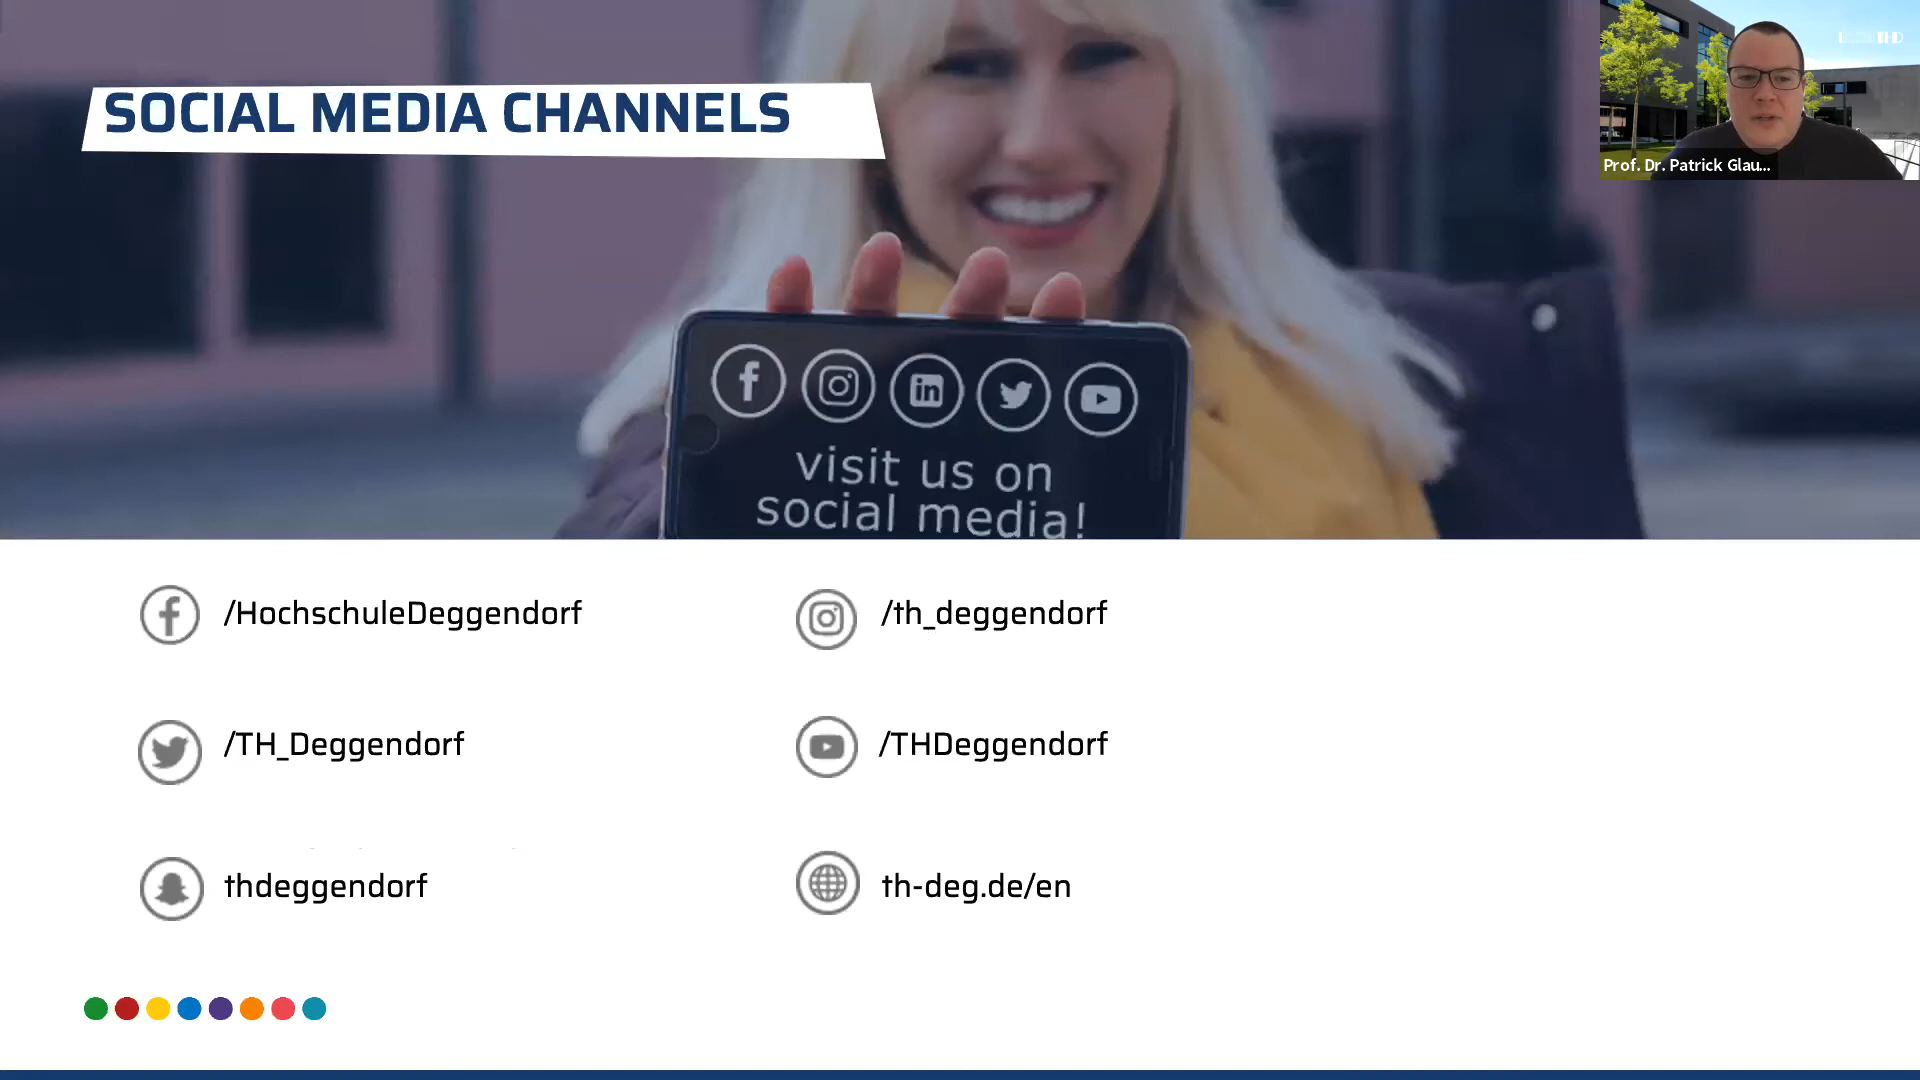 SOCIAL MEDIA CHANNELS
Prof. Dr. Patrick Glau...
visit us on
social media!
/HochschuleDeggendorf
/th_deggendorf
/TH_Deggendorf
/THDeggendorf
thdeggendorf
th-deg.de/en